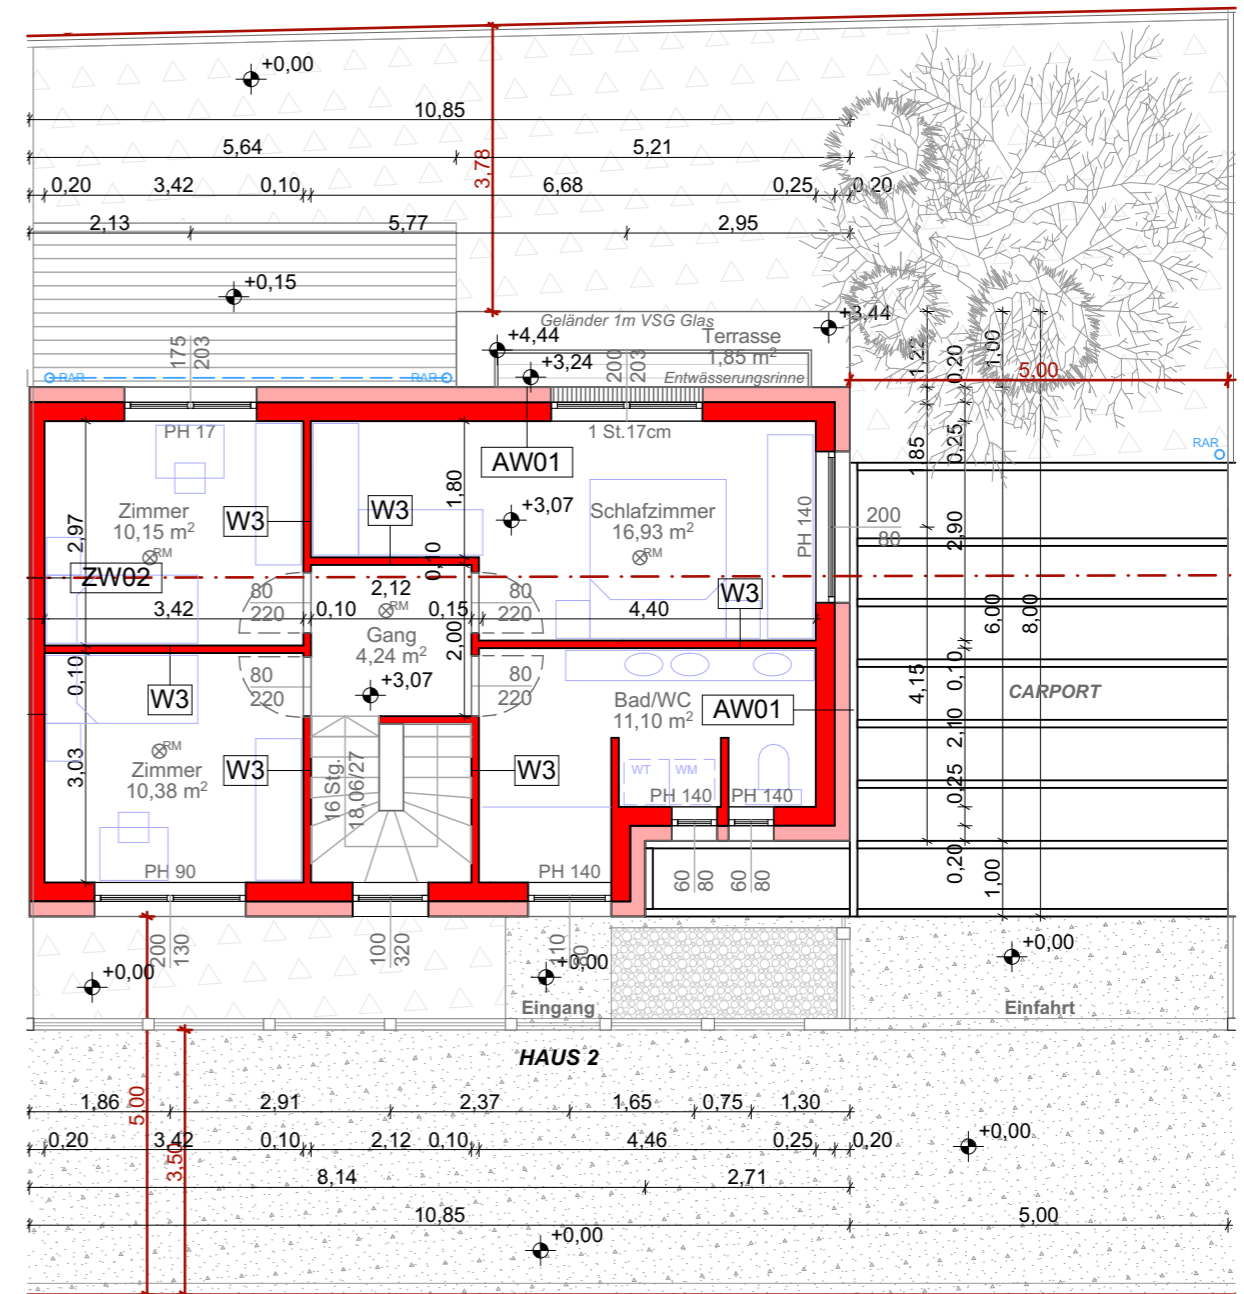 +0,00
10,85
5,64
5,21
3,78
0,20
3,42
0,10
6,68
0,25
0,20
2,13
5,77
2,95
+0,15
Geländer 1m VSG Glas
+3,44
+4,44
Terrasse
1,85 m²
+3,24
Entwässerungsrinne
175
203
200
203
RAR
RAR
1,22
0,20
1,00
5,00
PH 17
1 St.17cm
AW01
RAR
1,85
0,25
Zimmer
10,15 m²
RM
W3
W3
1,80
+3,07
Schlafzimmer
16,93 m²
RM
PH 140
200
80
2,90
2,97
ZW02
0,10
80
220
2,12
RM
80
220
W3
3,42
0,10
0,15
4,40
6,00
8,00
Gang
4,24 m²
2,00
0,10
W3
80
220
+3,07
80
220
Bad/WC
11,10 m²
AW01
4,15
0,10
CARPORT
2,10
RM
Zimmer
10,38 m²
3,03
W3
16 Stg.
18,06/27
W3
WT
WM
PH 140
PH 140
0,25
PH 90
PH 140
60
80
60
80
0,20
1,00
200
130
100
320
110
80
+0,00
+0,00
+0,00
Eingang
Einfahrt
HAUS 2
1,86
5,00
2,91
2,37
1,65
0,75
1,30
0,20
3,42
3,50
0,10
2,12
0,10
4,46
0,25
0,20
+0,00
8,14
2,71
10,85
5,00
+0,00